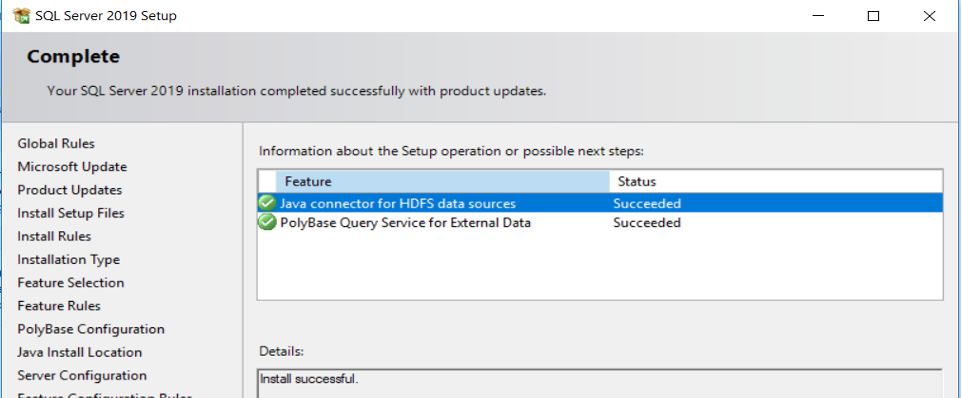 SQL Server 2019 Setup
Complete
Your SQL Server 2019 installation completed successfully with product updates.
Global Rules
Microsoft Update
Product Updates
Install Setup Files
Install Rules
Installation Type
Feature Selection
Feature Rules
PolyBase Configuration
Java Install Location
Server Configuration
Feature Configuration Rules
Information about the Setup operation or possible next steps:
Feature Status
Java connector for HDFS data sources Succeeded
PolyBase Query Service for External Data Succeeded
Details:
Install successful.